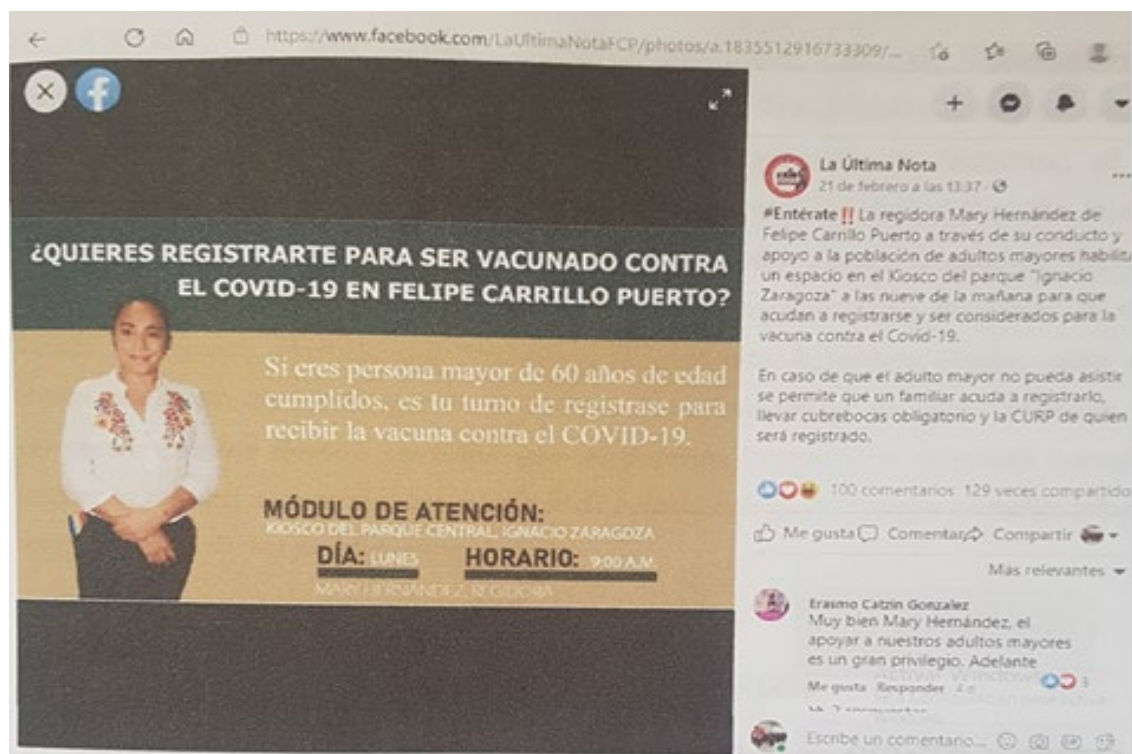 https://www.facebook.com/LaUltimaNotaFCP/photos/a.1835512916733309/...
¿QUIERES REGISTRARTE PARA SER VACUNADO CONTRA
EL COVID-19 EN FELIPE CARRILLO PUERTO?
Si eres persona mayor de 60 años de edad
cumplidos, es tu turno de registrase para
recibir la vacuna contra el COVID-19.
MÓDULO DE ATENCIÓN:
KIOSCO DEL PARQUE CENTRAL, IGNACIO ZARAGOZA
DÍA: LUNES HORARIO: 9:00 A.M.
MARY HERNÁNDEZ, REGIDORA
La Última Nota
21 de febrero a las 13:37
#Entérate‼ La regidora Mary Hernández de
Felipe Carrillo Puerto a través de su conducto y
apoyo a la población de adultos mayores habilita
un espacio en el Kiosco del parque "Ignacio
Zaragoza" a las nueve de la mañana para que
acudan a registrarse y ser considerados para la
vacuna contra el Covid-19.
En caso de que el adulto mayor no pueda asistir
se permite que un familiar acuda a registrarlo,
llevar cubrebocas obligatorio y la CURP de quien
será registrado.
100 comentarios 129 veces compartido
Me gusta Comentar Compartir
Más relevantes
Erasmo Catzin Gonzalez
Muy bien Mary Hernández, el
apoyar a nuestros adultos mayores
es un gran privilegio. Adelante
Me gusta Responder 3
Escribe un comentario...